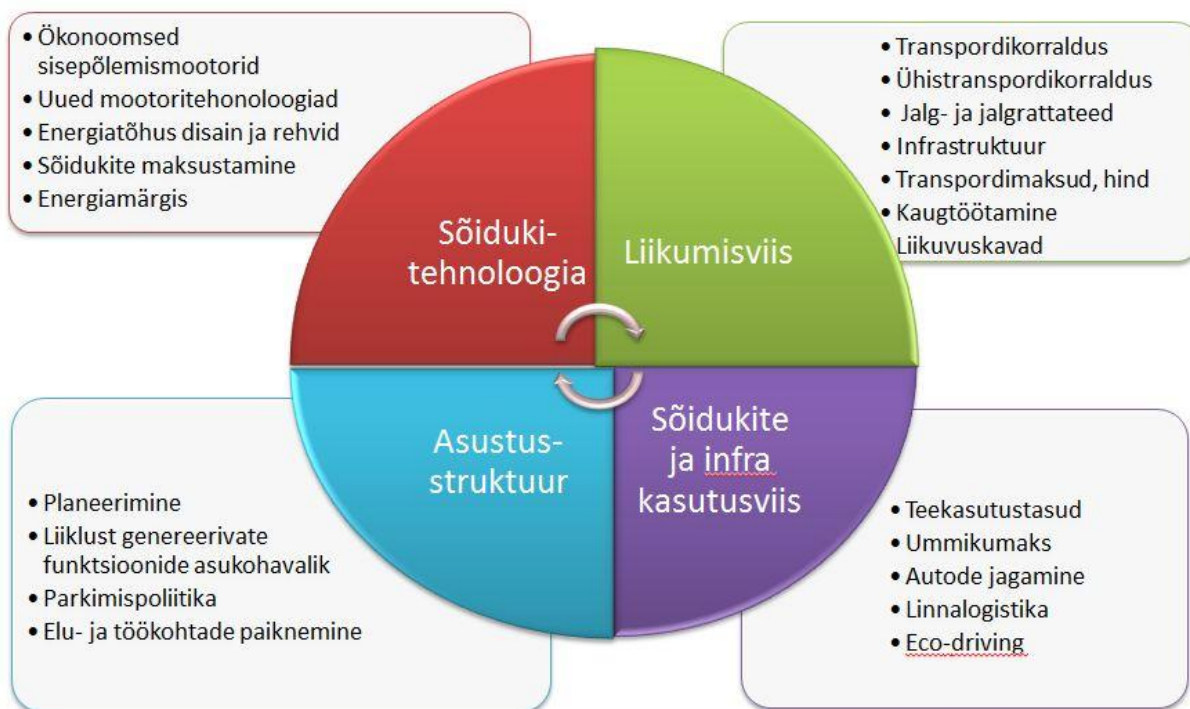 • Ökonoomsed
sisepõlemismootorid
• Uued mootoritehonoloogiad
• Energiatõhus disain ja rehvid
• Sõidukite maksustamine
• Energiamärgis
• Transpordikorraldus
• Ühistranspordikorraldus
• Jalg- ja jalgrattateed
• Infrastruktuur
• Transpordimaksud, hind
• Kaugtöötamine
Liikuvuskavad
Sõiduki-
tehnoloogia
Liikumisviis
Asustus-
struktuur
Sõidukite
ja infra
kasutusviis
• Planeerimine
• Liiklust genereerivate
funktsioonide asukohavalik
• Parkimispoliitika
• Elu- ja töökohtade paiknemine
• Teekasutustasud
• Ummikumaks
• Autode jagamine
• Linnalogistika
• Eco-driving